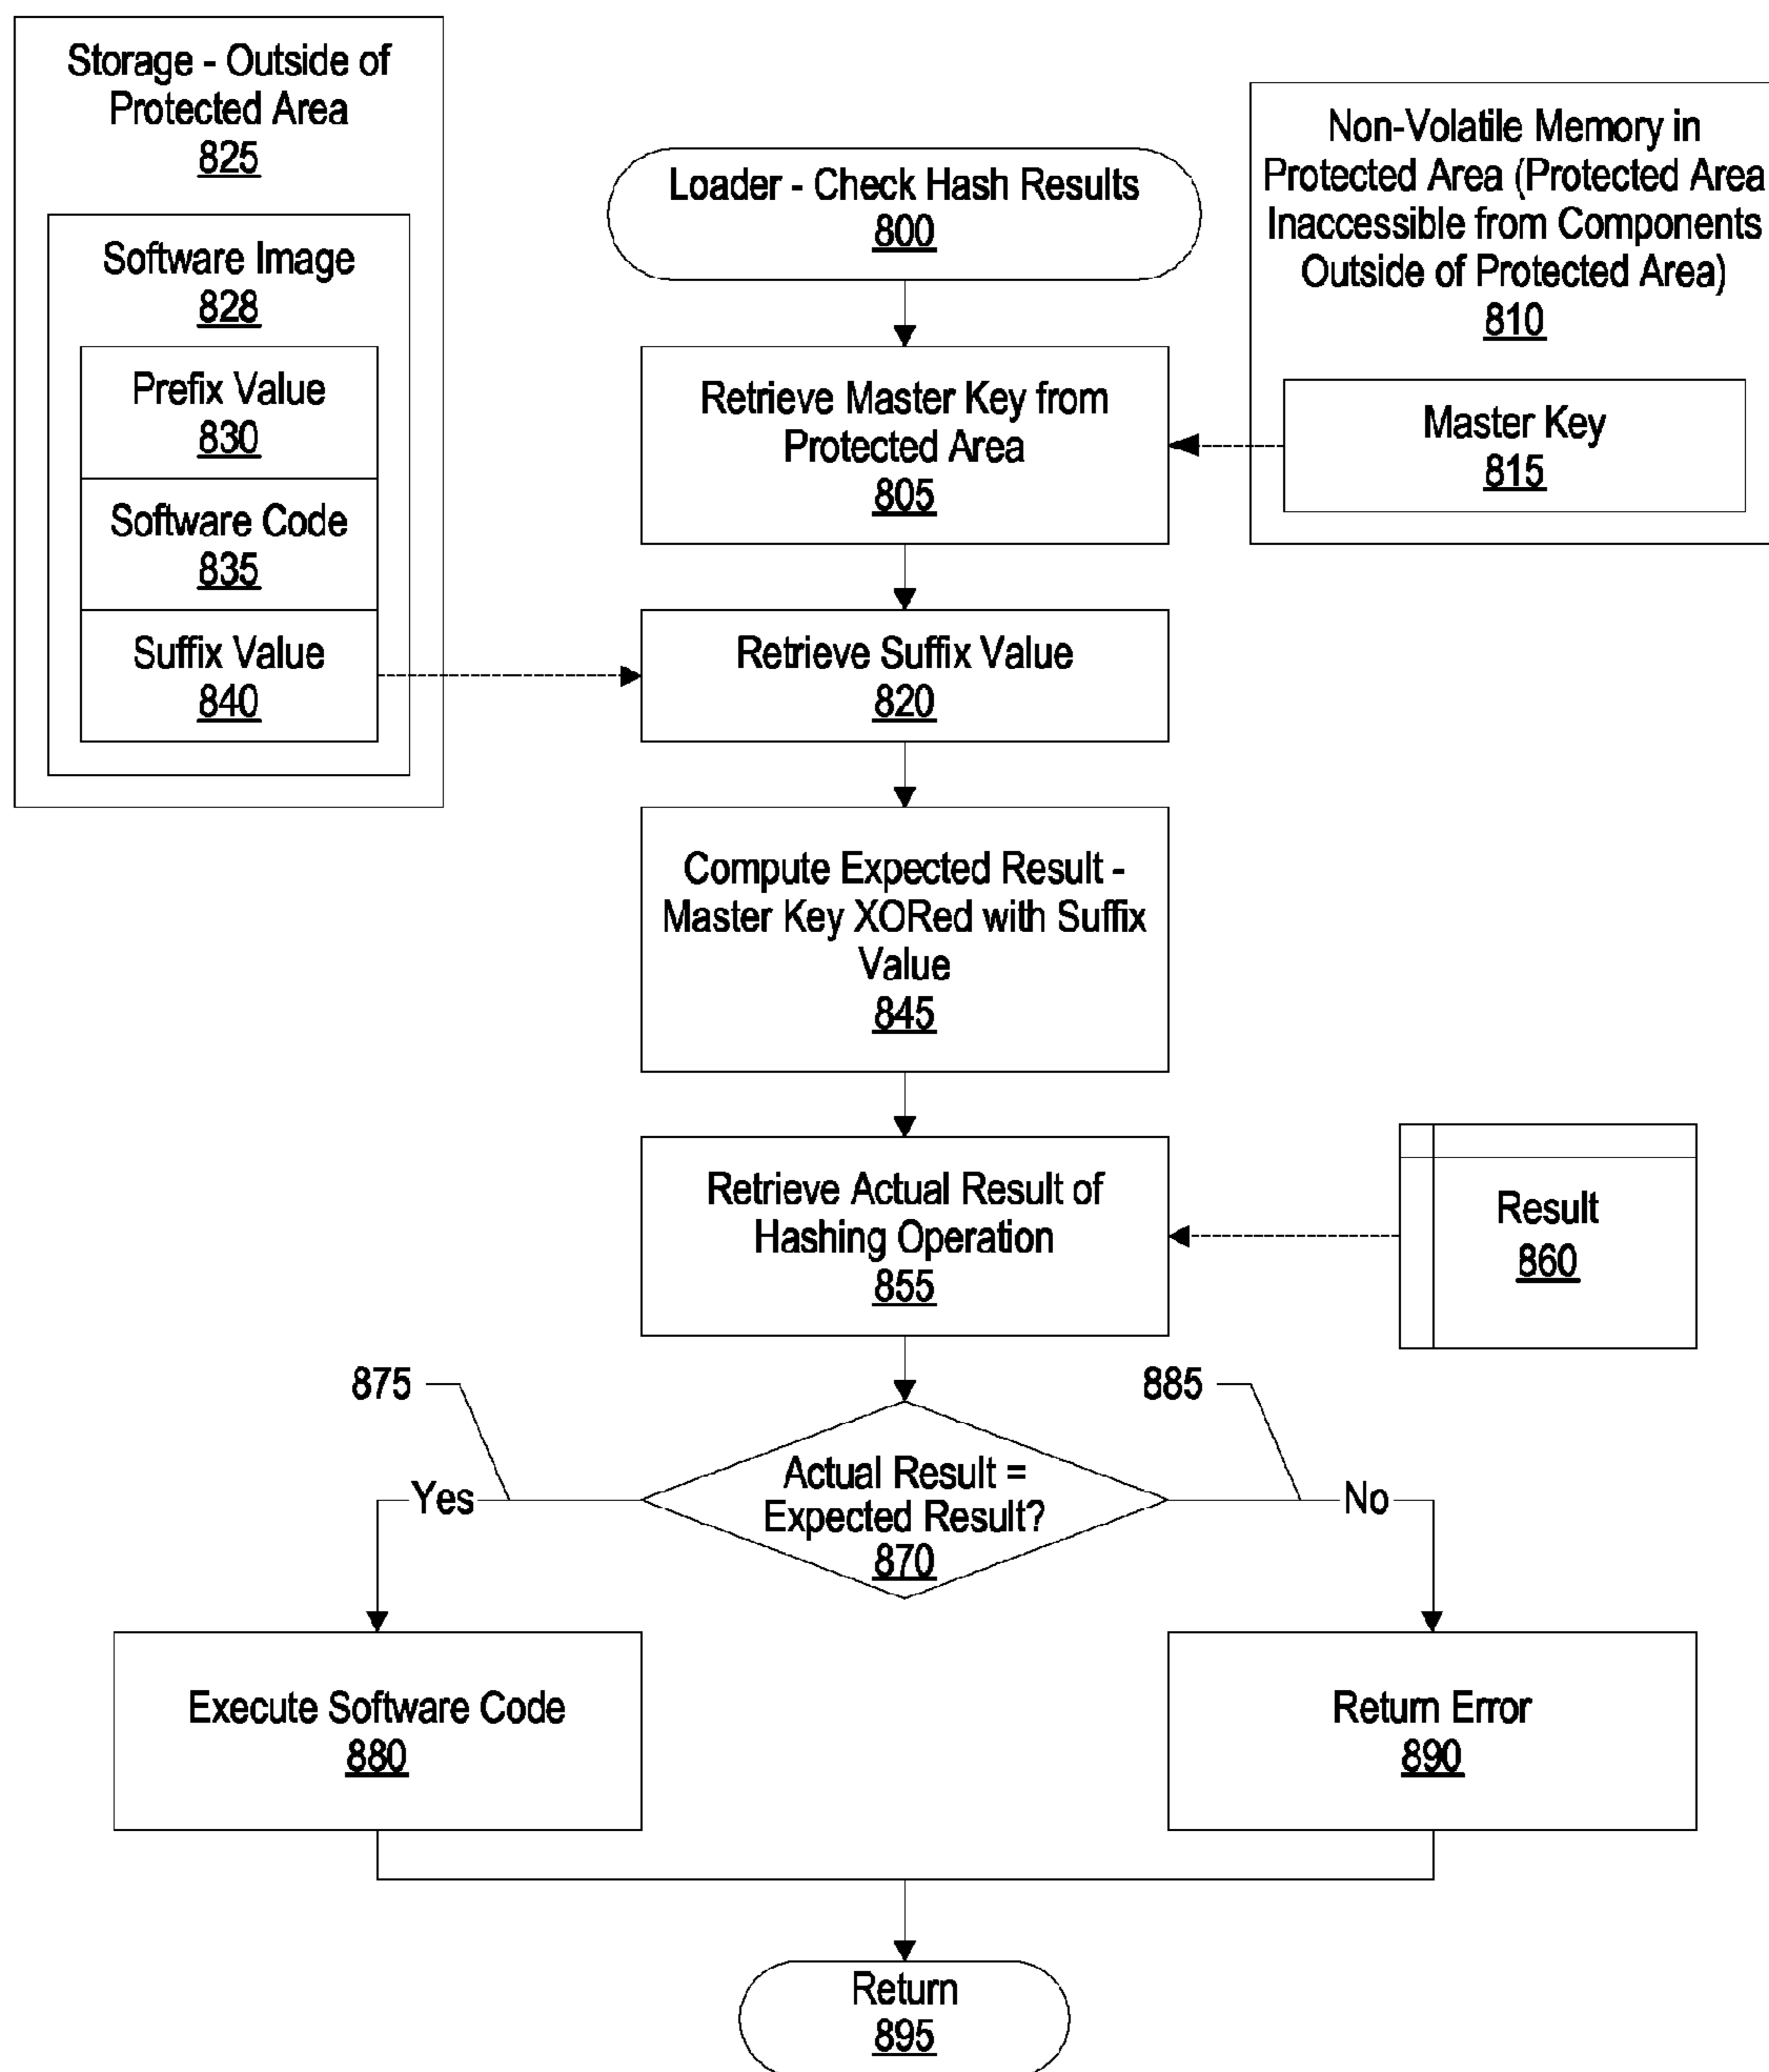 Storage - Outside of
Protected Area
825
Software Image
828
Prefix Value
830
Software Code
835
Suffix Value
840
Loader - Check Hash Results
800
Non-Volatile Memory in
Protected Area (Protected Area
Inaccessible from Components
Outside of Protected Area)
810
Master Key
815
Retrieve Master Key from
Protected Area
805
Retrieve Suffix Value
820
Compute Expected Result -
Master Key XORed with Suffix
Value
845
Retrieve Actual Result of
Hashing Operation
855
Result
860
875
885
Actual Result =
Expected Result?
870
Yes
No
Execute Software Code
880
Return Error
890
Return
895